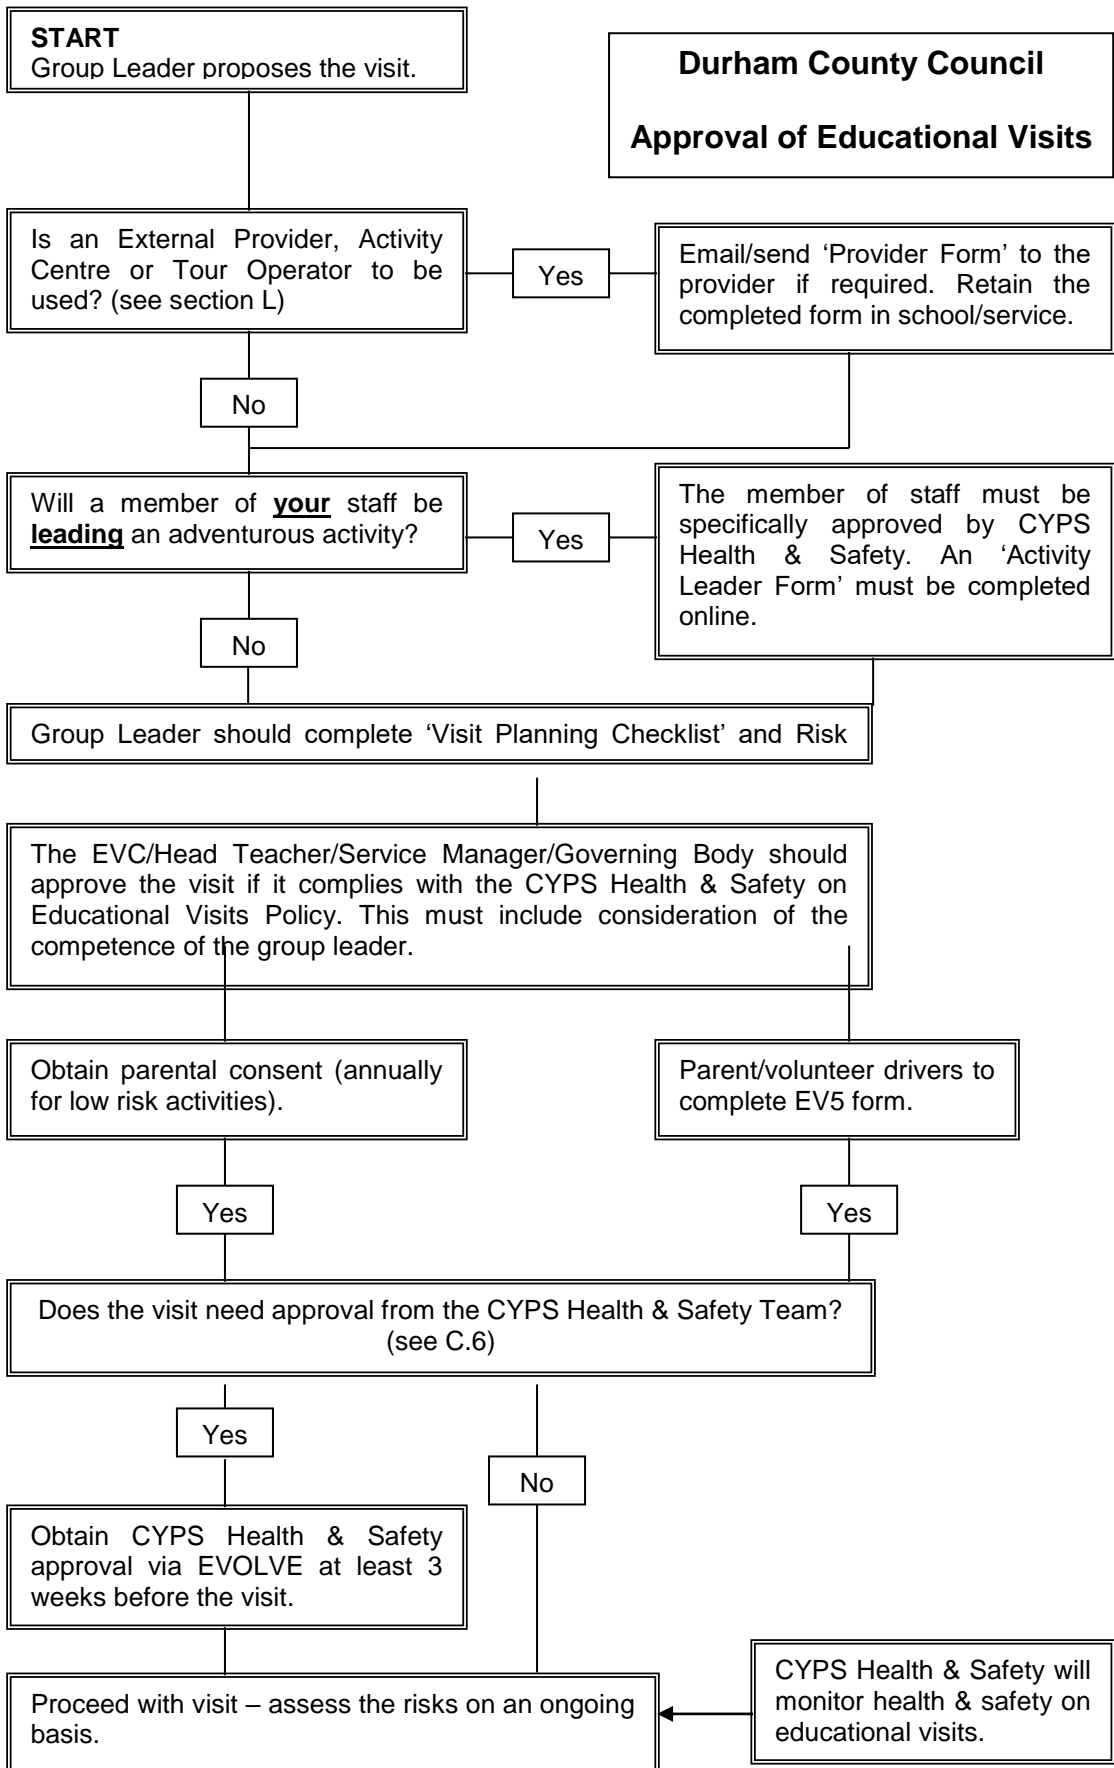 START
Group Leader proposes the visit.
Durham County Council
Approval of Educational Visits
Is an External Provider, Activity
Centre or Tour Operator to be
used? (see section L)
Yes
Email/send ‘Provider Form’ to the
provider if required. Retain the
completed form in school/service.
No
Will a member of your staff be
leading an adventurous activity?
Yes
The member of staff must be
specifically approved by CYPS
Health & Safety. An ‘Activity
Leader Form’ must be completed
online.
No
Group Leader should complete ‘Visit Planning Checklist’ and Risk
The EVC/Head Teacher/Service Manager/Governing Body should
approve the visit if it complies with the CYPS Health & Safety on
Educational Visits Policy. This must include consideration of the
competence of the group leader.
Obtain parental consent (annually
for low risk activities).
Parent/volunteer drivers to
complete EV5 form.
Yes
Yes
Does the visit need approval from the CYPS Health & Safety Team?
(see C.6)
Yes
No
Obtain CYPS Health & Safety
approval via EVOLVE at least 3
weeks before the visit.
Proceed with visit – assess the risks on an ongoing
basis.
CYPS Health & Safety will
monitor health & safety on
educational visits.